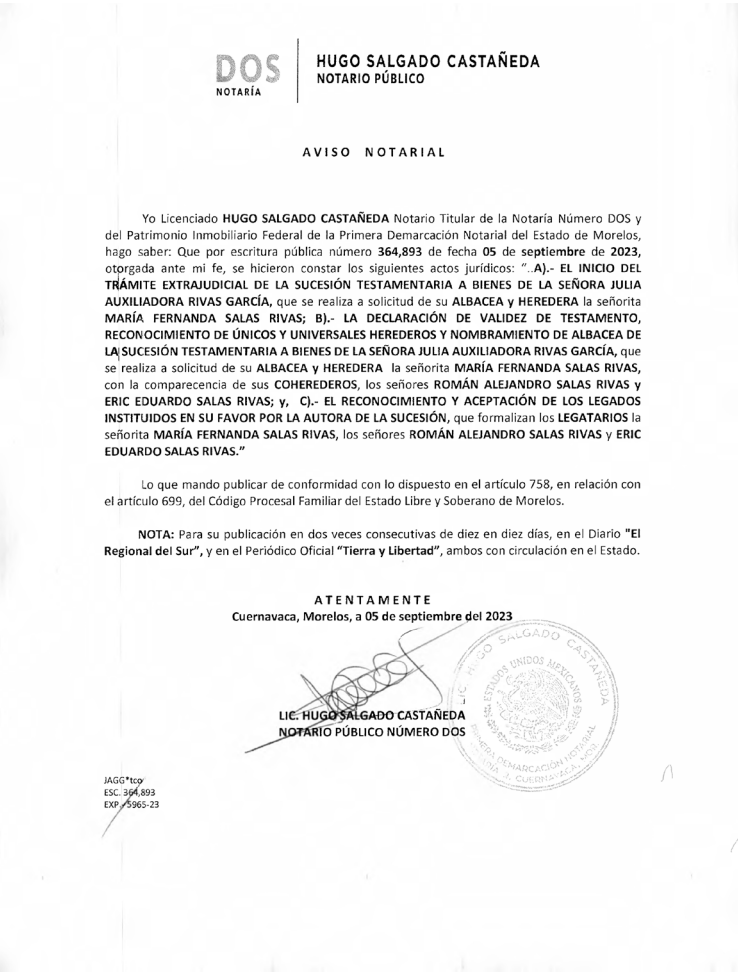 DOS
NOTARÍA
HUGO SALGADO CASTAÑEDA
NOTARIO PÚBLICO
AVISO NOTARIAL
Yo Licenciado HUGO SALGADO CASTAÑEDA Notario Titular de la Notaría Número DOS y
del Patrimonio Inmobiliario Federal de la Primera Demarcación Notarial del Estado de Morelos,
hago saber: Que por escritura pública número 364,893 de fecha 05 de septiembre de 2023,
otorgada ante mi fe, se hicieron constar los siguientes actos jurídicos: "..A).- EL INICIO DEL
TRÁMITE EXTRAJUDICIAL DE LA SUCESIÓN TESTAMENTARIA A BIENES DE LA SEÑORA JULIA
AUXILIADORA RIVAS GARCÍA, que se realiza a solicitud de su ALBACEA y HEREDERA la señorita
MARÍA FERNANDA SALAS RIVAS; B).- LA DECLARACIÓN DE VALIDEZ DE TESTAMENTO,
RECONOCIMIENTO DE ÚNICOS Y UNIVERSALES HEREDEROS Y NOMBRAMIENTO DE ALBACEA DE
LA SUCESIÓN TESTAMENTARIA A BIENES DE LA SEÑORA JULIA AUXILIADORA RIVAS GARCÍA, que
se realiza a solicitud de su ALBACEA y HEREDERA la señorita MARÍA FERNANDA SALAS RIVAS,
con la comparecencia de sus COHEREDEROS, los señores ROMÁN ALEJANDRO SALAS RIVAS y
ERIC EDUARDO SALAS RIVAS; y, C).- EL RECONOCIMIENTO Y ACEPTACIÓN DE LOS LEGADOS
INSTITUIDOS EN SU FAVOR POR LA AUTORA DE LA SUCESIÓN, que formalizan los LEGATARIOS la
señorita MARÍA FERNANDA SALAS RIVAS, los señores ROMÁN ALEJANDRO SALAS RIVAS y ERIC
EDUARDO SALAS RIVAS."
Lo que mando publicar de conformidad con lo dispuesto en el artículo 758, en relación con
el artículo 699, del Código Procesal Familiar del Estado Libre y Soberano de Morelos.
NOTA: Para su publicación en dos veces consecutivas de diez en diez días, en el Diario "El
Regional del Sur", y en el Periódico Oficial "Tierra y Libertad", ambos con circulación en el Estado.
ATENTAMENTE
Cuernavaca, Morelos, a 05 de septiembre del 2023
LIC. HUGO SALGADO CASTAÑEDA
ESTADOS UNIDOS MEXICANOS
LIC. HUGO SALGADO CASTAÑEDA
NOTARIO PÚBLICO NÚMERO DOS
PRIMERA DEMARCACIÓN NOTARIAL
CUERNAVACA, MOR.
JAGG*tco
ESC. 364,893
EXP. 5965-23